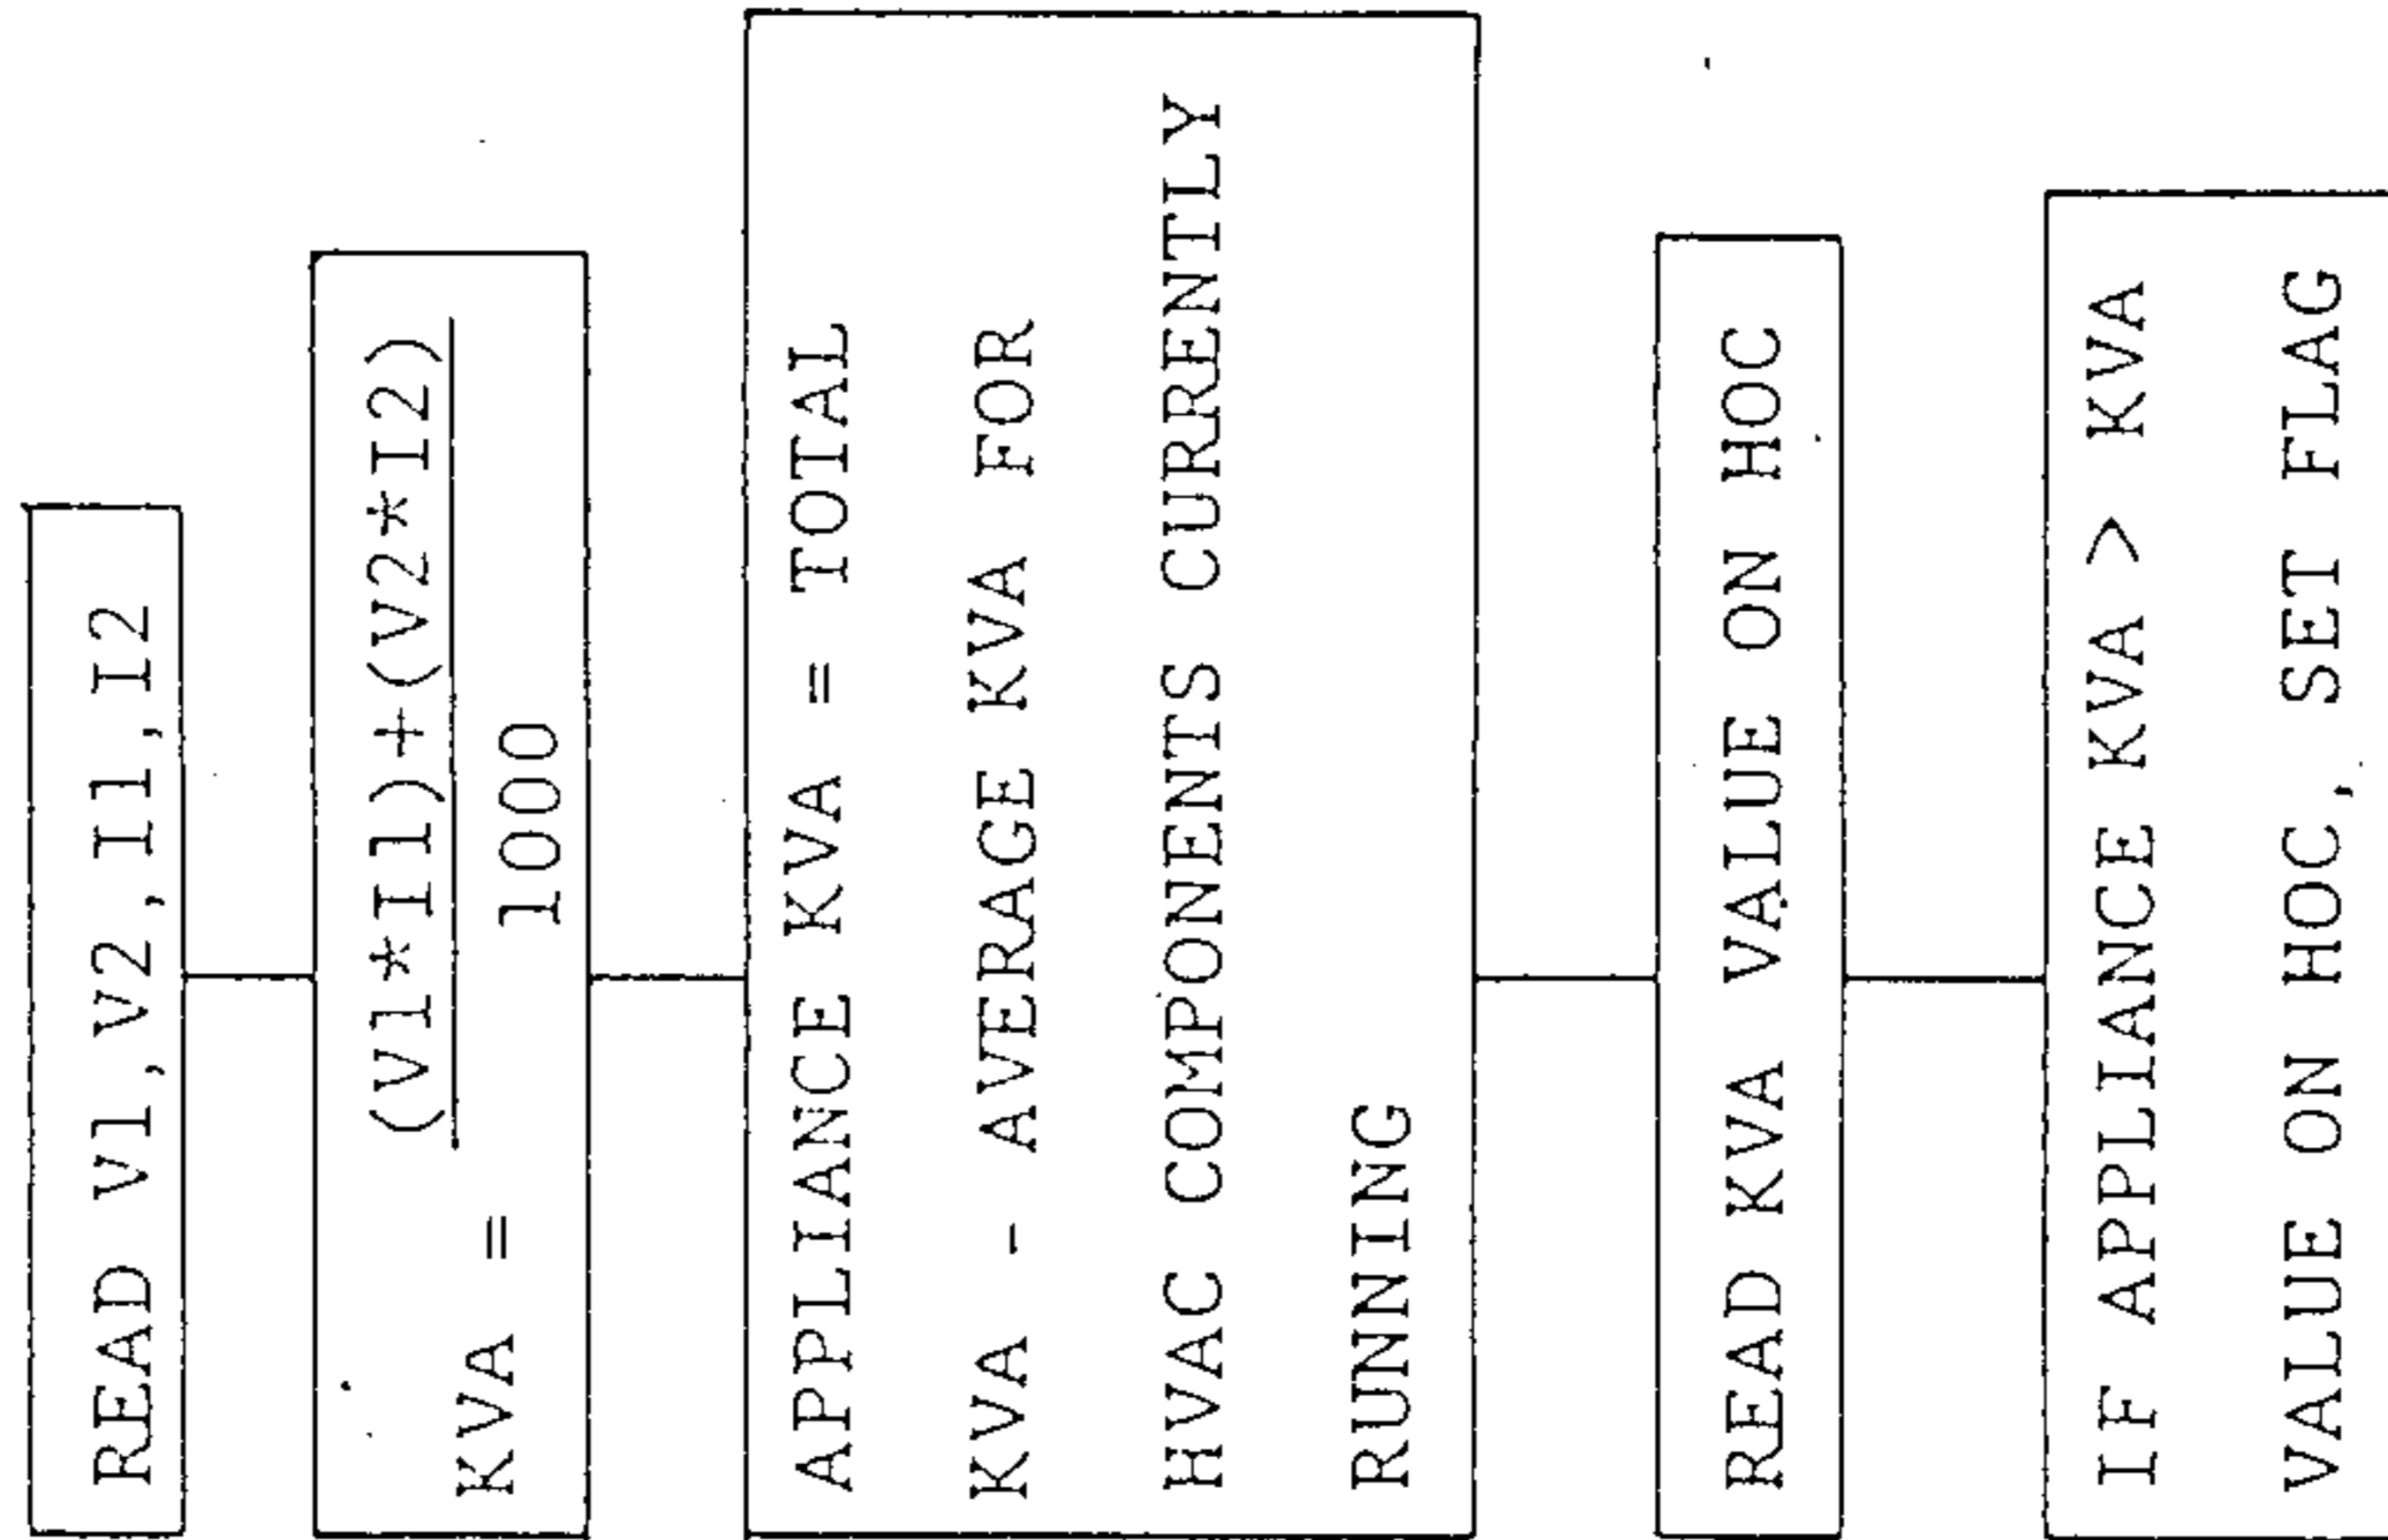 READ V1,V2,I1,I2
KVA = (V1*I1)+(V2*I2)
1000
APPLIANCE KVA = TOTAL
KVA - AVERAGE KVA FOR
HVAC COMPONENTS CURRENTLY
RUNNING
READ KVA VALUE ON HOC
IF APPLIANCE KVA > KVA
VALUE ON HOC, SET FLAG